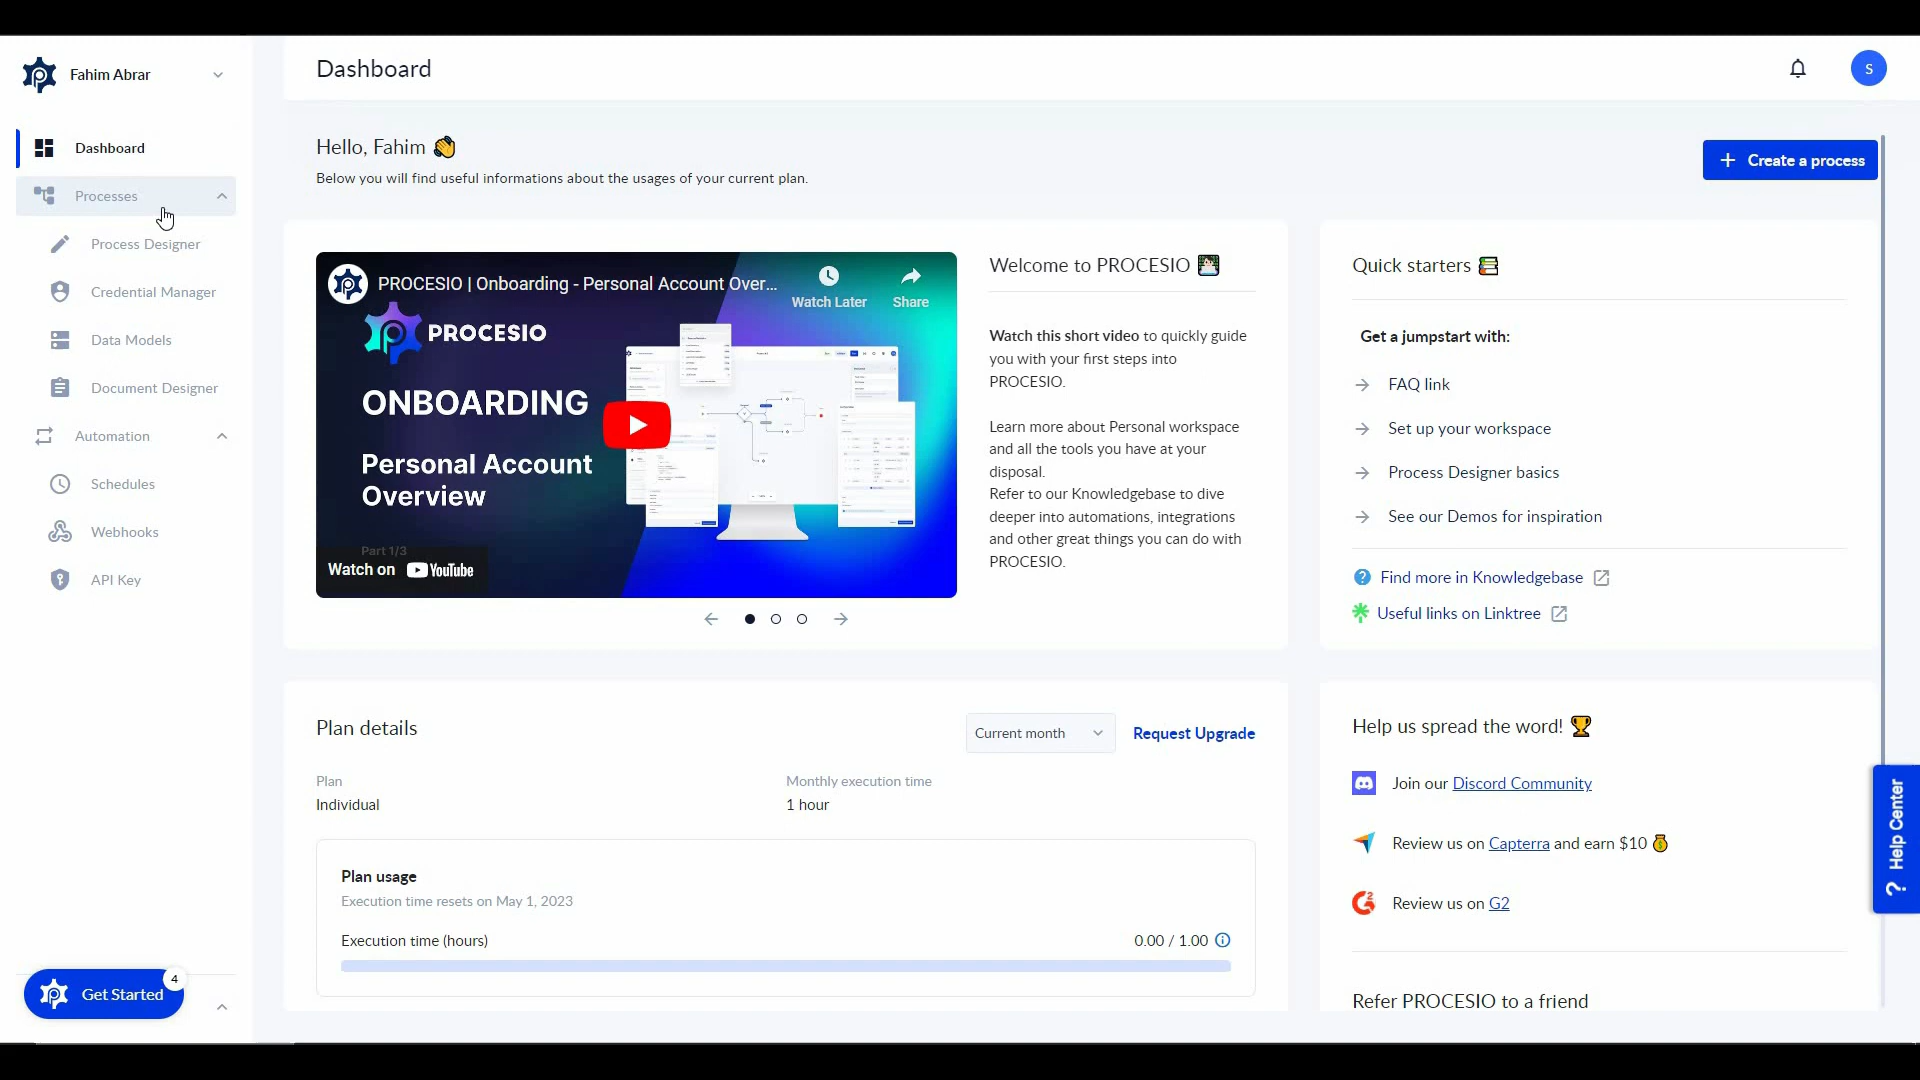 Fahim Abrar
Dashboard
S
Dashboard
Processes
Process Designer
Credential Manager
Data Models
Document Designer
Automation
Schedules
Webhooks
API Key
Get Started
4
Hello, Fahim 👋
Below you will find useful informations about the usages of your current plan.
+ Create a process
PROCESIO | Onboarding - Personal Account Over...
Watch Later
Share
PROCESIO
ONBOARDING
Personal Account
Overview
Part 1/3
Watch on YouTube
Welcome to PROCESIO
Watch this short video to quickly guide
you with your first steps into
PROCESIO.
Learn more about Personal workspace
and all the tools you have at your
disposal.
Refer to our Knowledgebase to dive
deeper into automations, integrations
and other great things you can do with
PROCESIO.
Quick starters
Get a jumpstart with:
FAQ link
Set up your workspace
Process Designer basics
See our Demos for inspiration
Find more in Knowledgebase
Useful links on Linktree
Plan details
Current month
Request Upgrade
Plan
Individual
Monthly execution time
1 hour
Plan usage
Execution time resets on May 1, 2023
Execution time (hours)
0.00 / 1.00
Help us spread the word! 🏆
Join our Discord Community
Review us on Capterra and earn $10 💰
Review us on G2
Refer PROCESIO to a friend
? Help Center